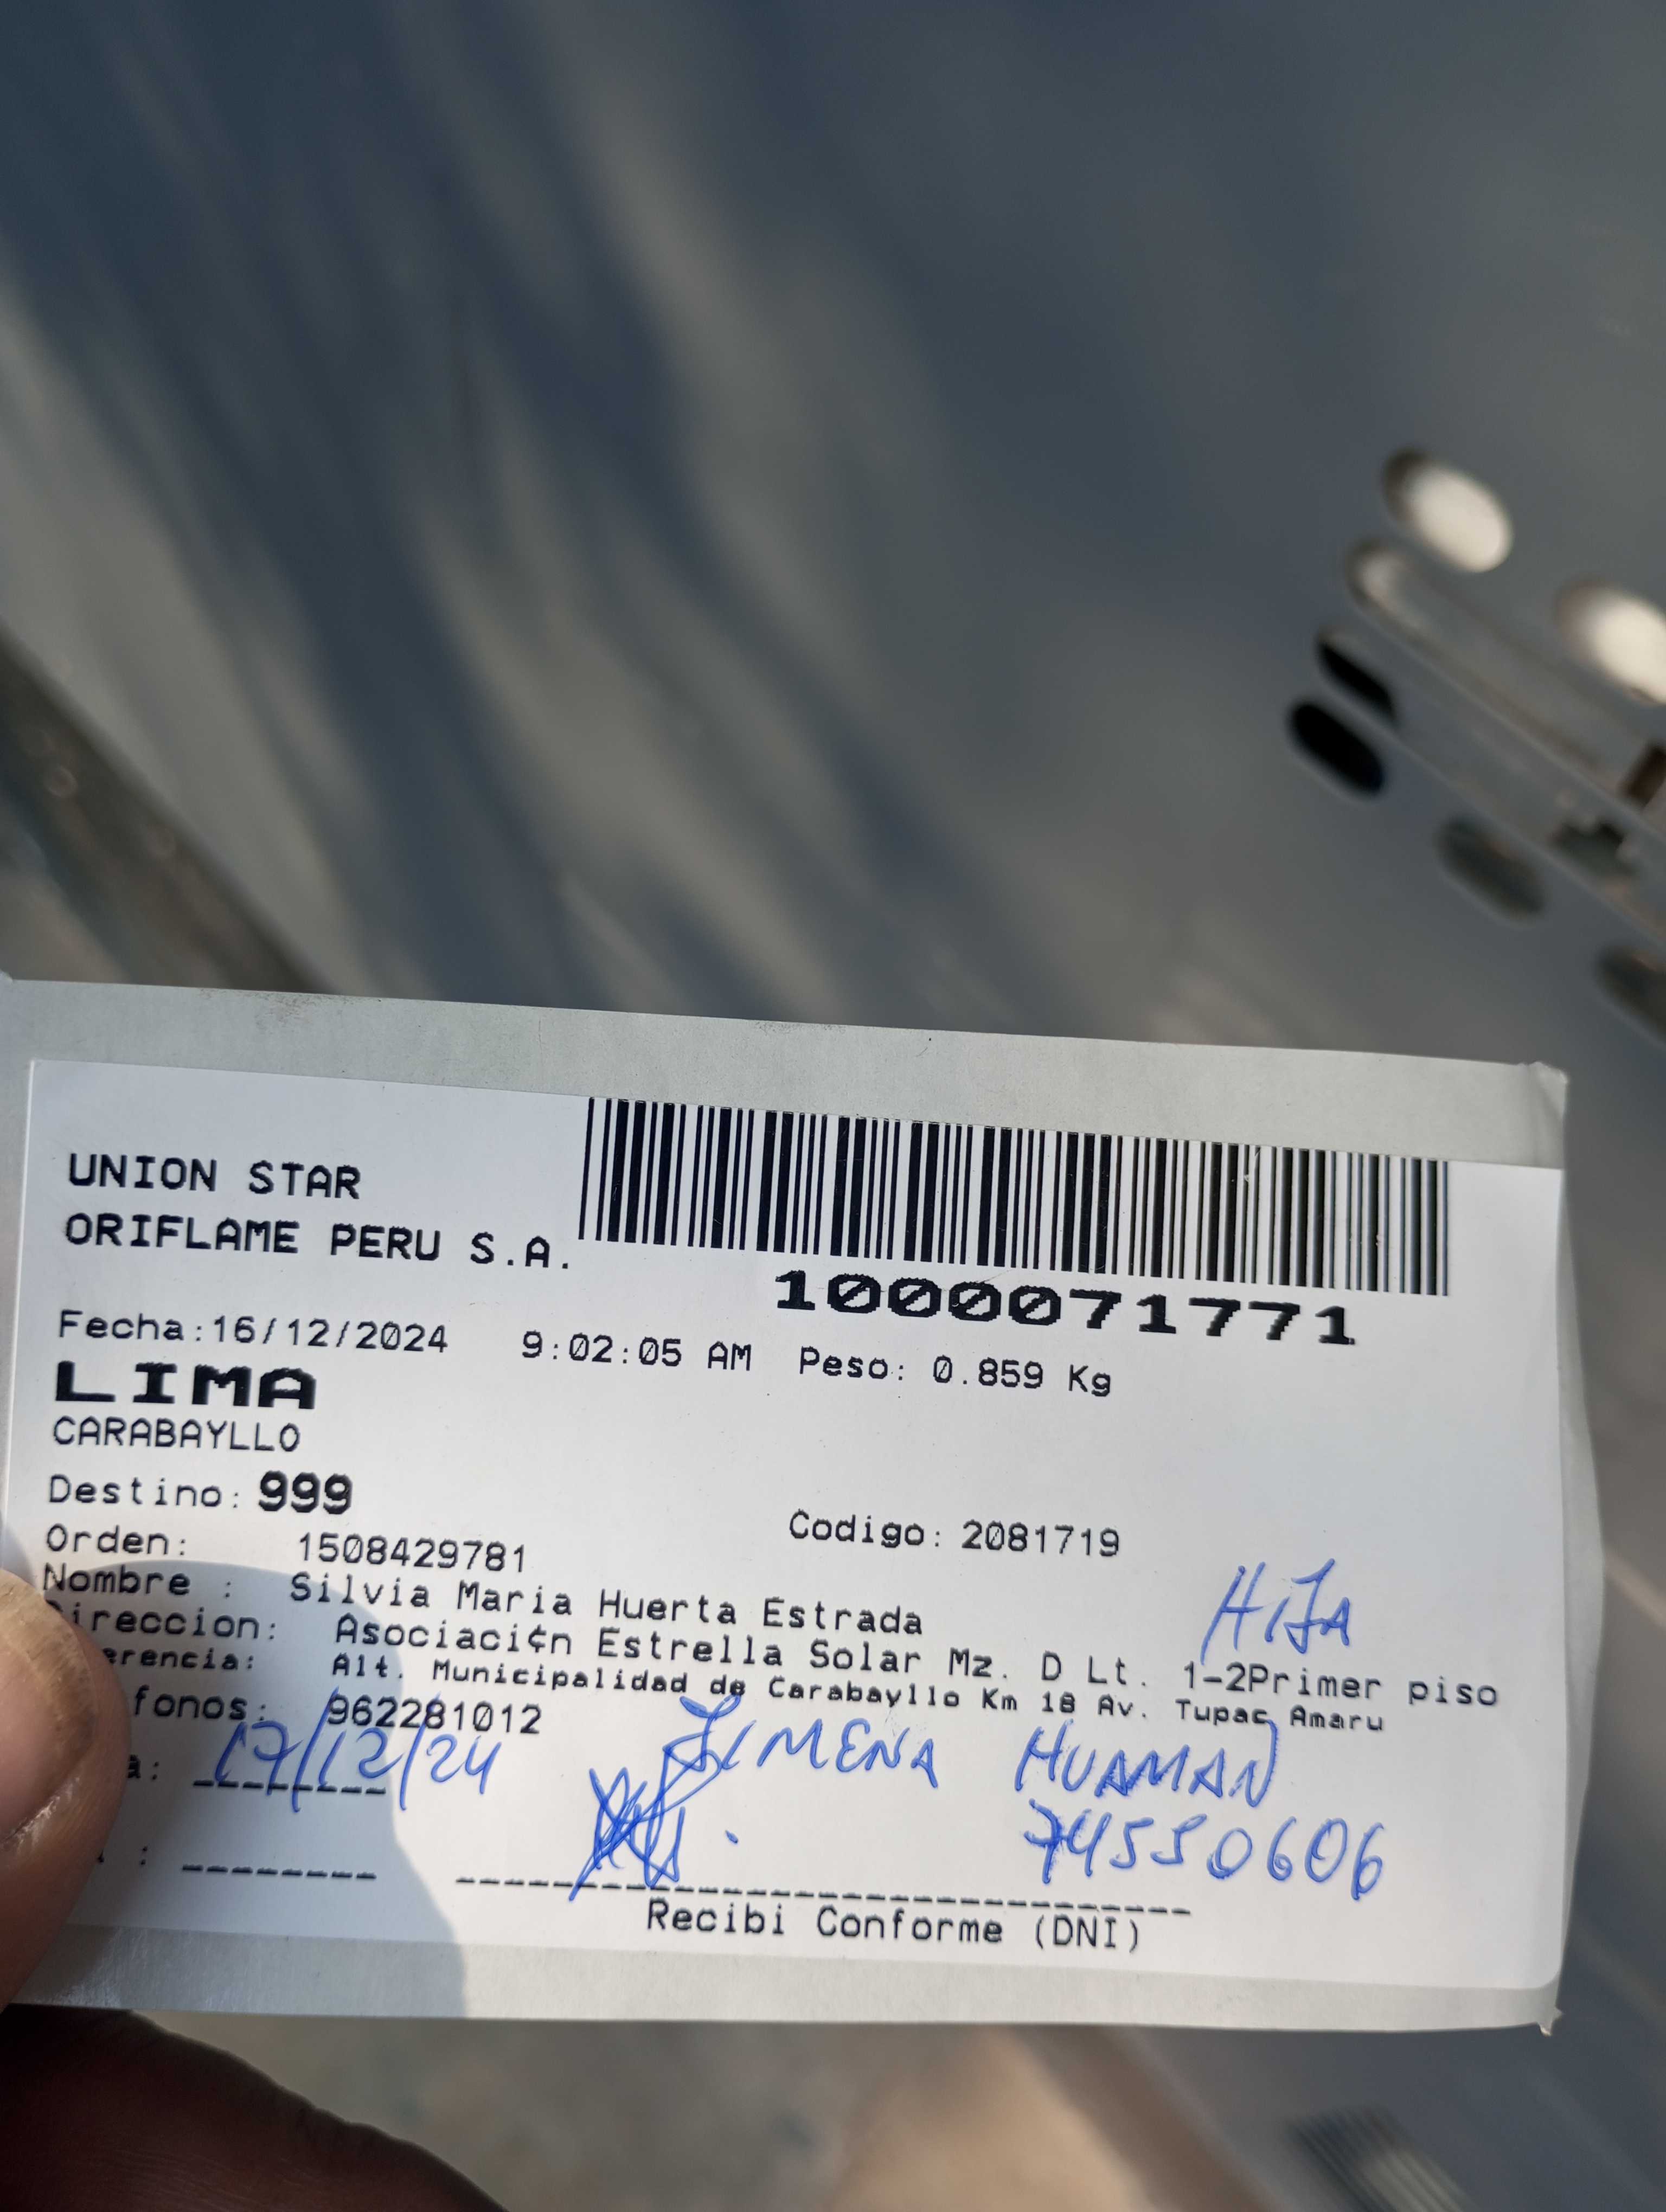 UNION STAR
ORIFLAME PERU S.A.
1000071771
Fecha:16/12/2024 9:02:05 AM Peso: 0.859 Kg
LIMA
CARABAYLLO
Destino: 999
Codigo: 2081719
Orden: 1508429781
Nombre : Silvia Maria Huerta Estrada
HIJA
ireccion: Asociaci¢n Estrella Solar Mz. D Lt. 1-2Primer piso
erencia: Alt. Municipalidad de Carabayllo Km 18 Av. Tupac Amaru
fonos: 962281012
a: 17/12/24
JIMENA HUAMAN
74550606
Recibi Conforme (DNI)